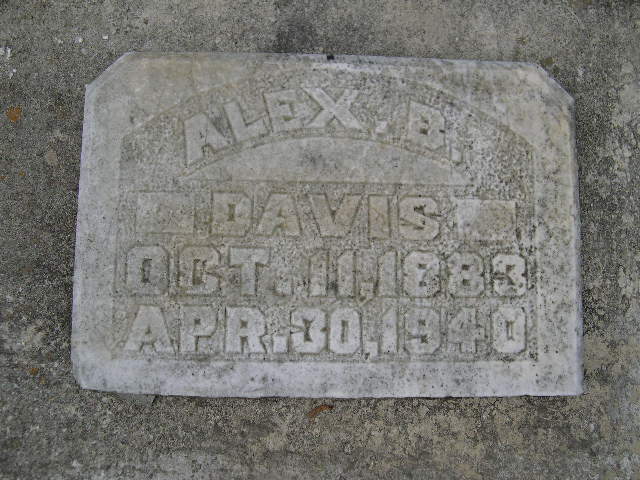 ALEX. B.
DAVIS
OCT. 11, 1883
APR. 30, 1940